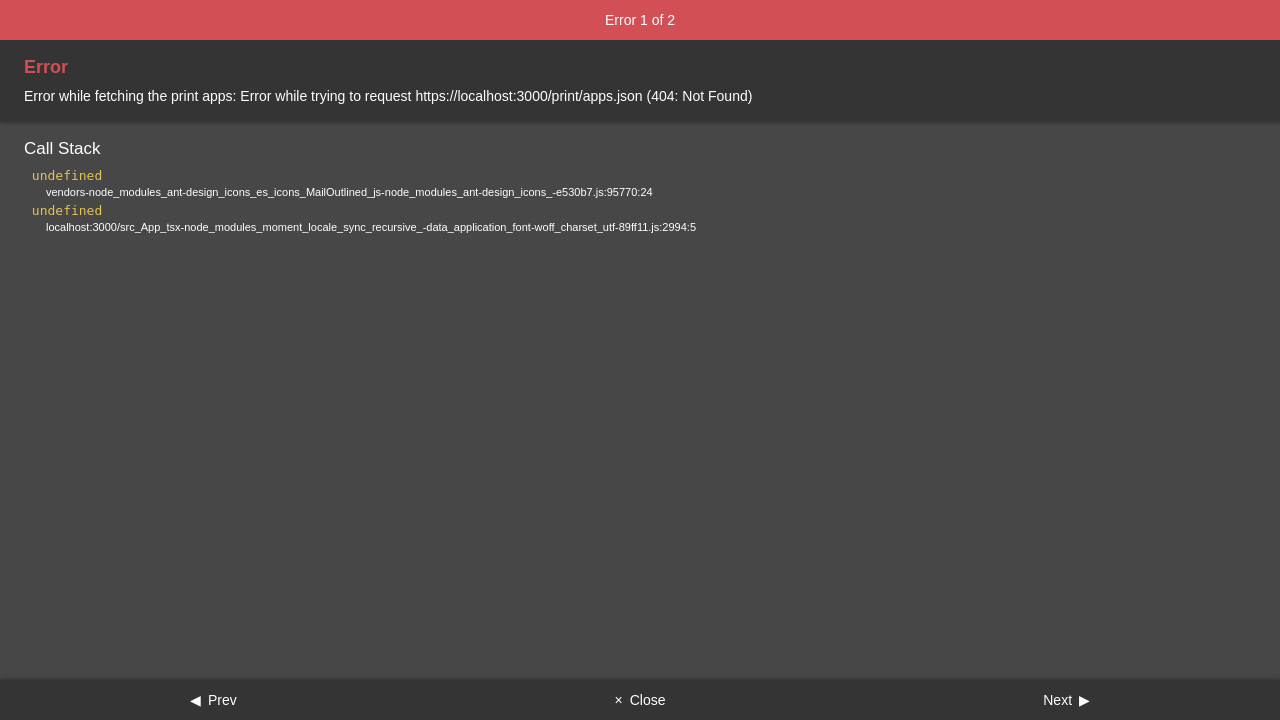 Error 1 of 2
Error
Error while fetching the print apps: Error while trying to request https://localhost:3000/print/apps.json (404: Not Found)
Call Stack
undefined
vendors-node_modules_ant-design_icons_es_icons_MailOutlined_js-node_modules_ant-design_icons_-e530b7.js:95770:24
undefined
localhost:3000/src_App_tsx-node_modules_moment_locale_sync_recursive_-data_application_font-woff_charset_utf-89ff11.js:2994:5
◀ Prev
× Close
Next ▶